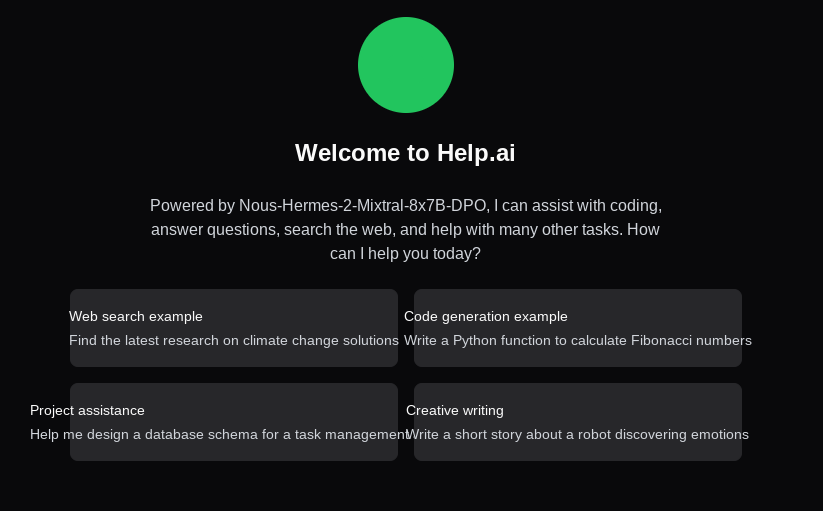 Welcome to Help.ai
Powered by Nous-Hermes-2-Mixtral-8x7B-DPO, I can assist with coding,
answer questions, search the web, and help with many other tasks. How
can I help you today?
Web search example
Find the latest research on climate change solutions
Code generation example
Write a Python function to calculate Fibonacci numbers
Project assistance
Help me design a database schema for a task management
Creative writing
Write a short story about a robot discovering emotions